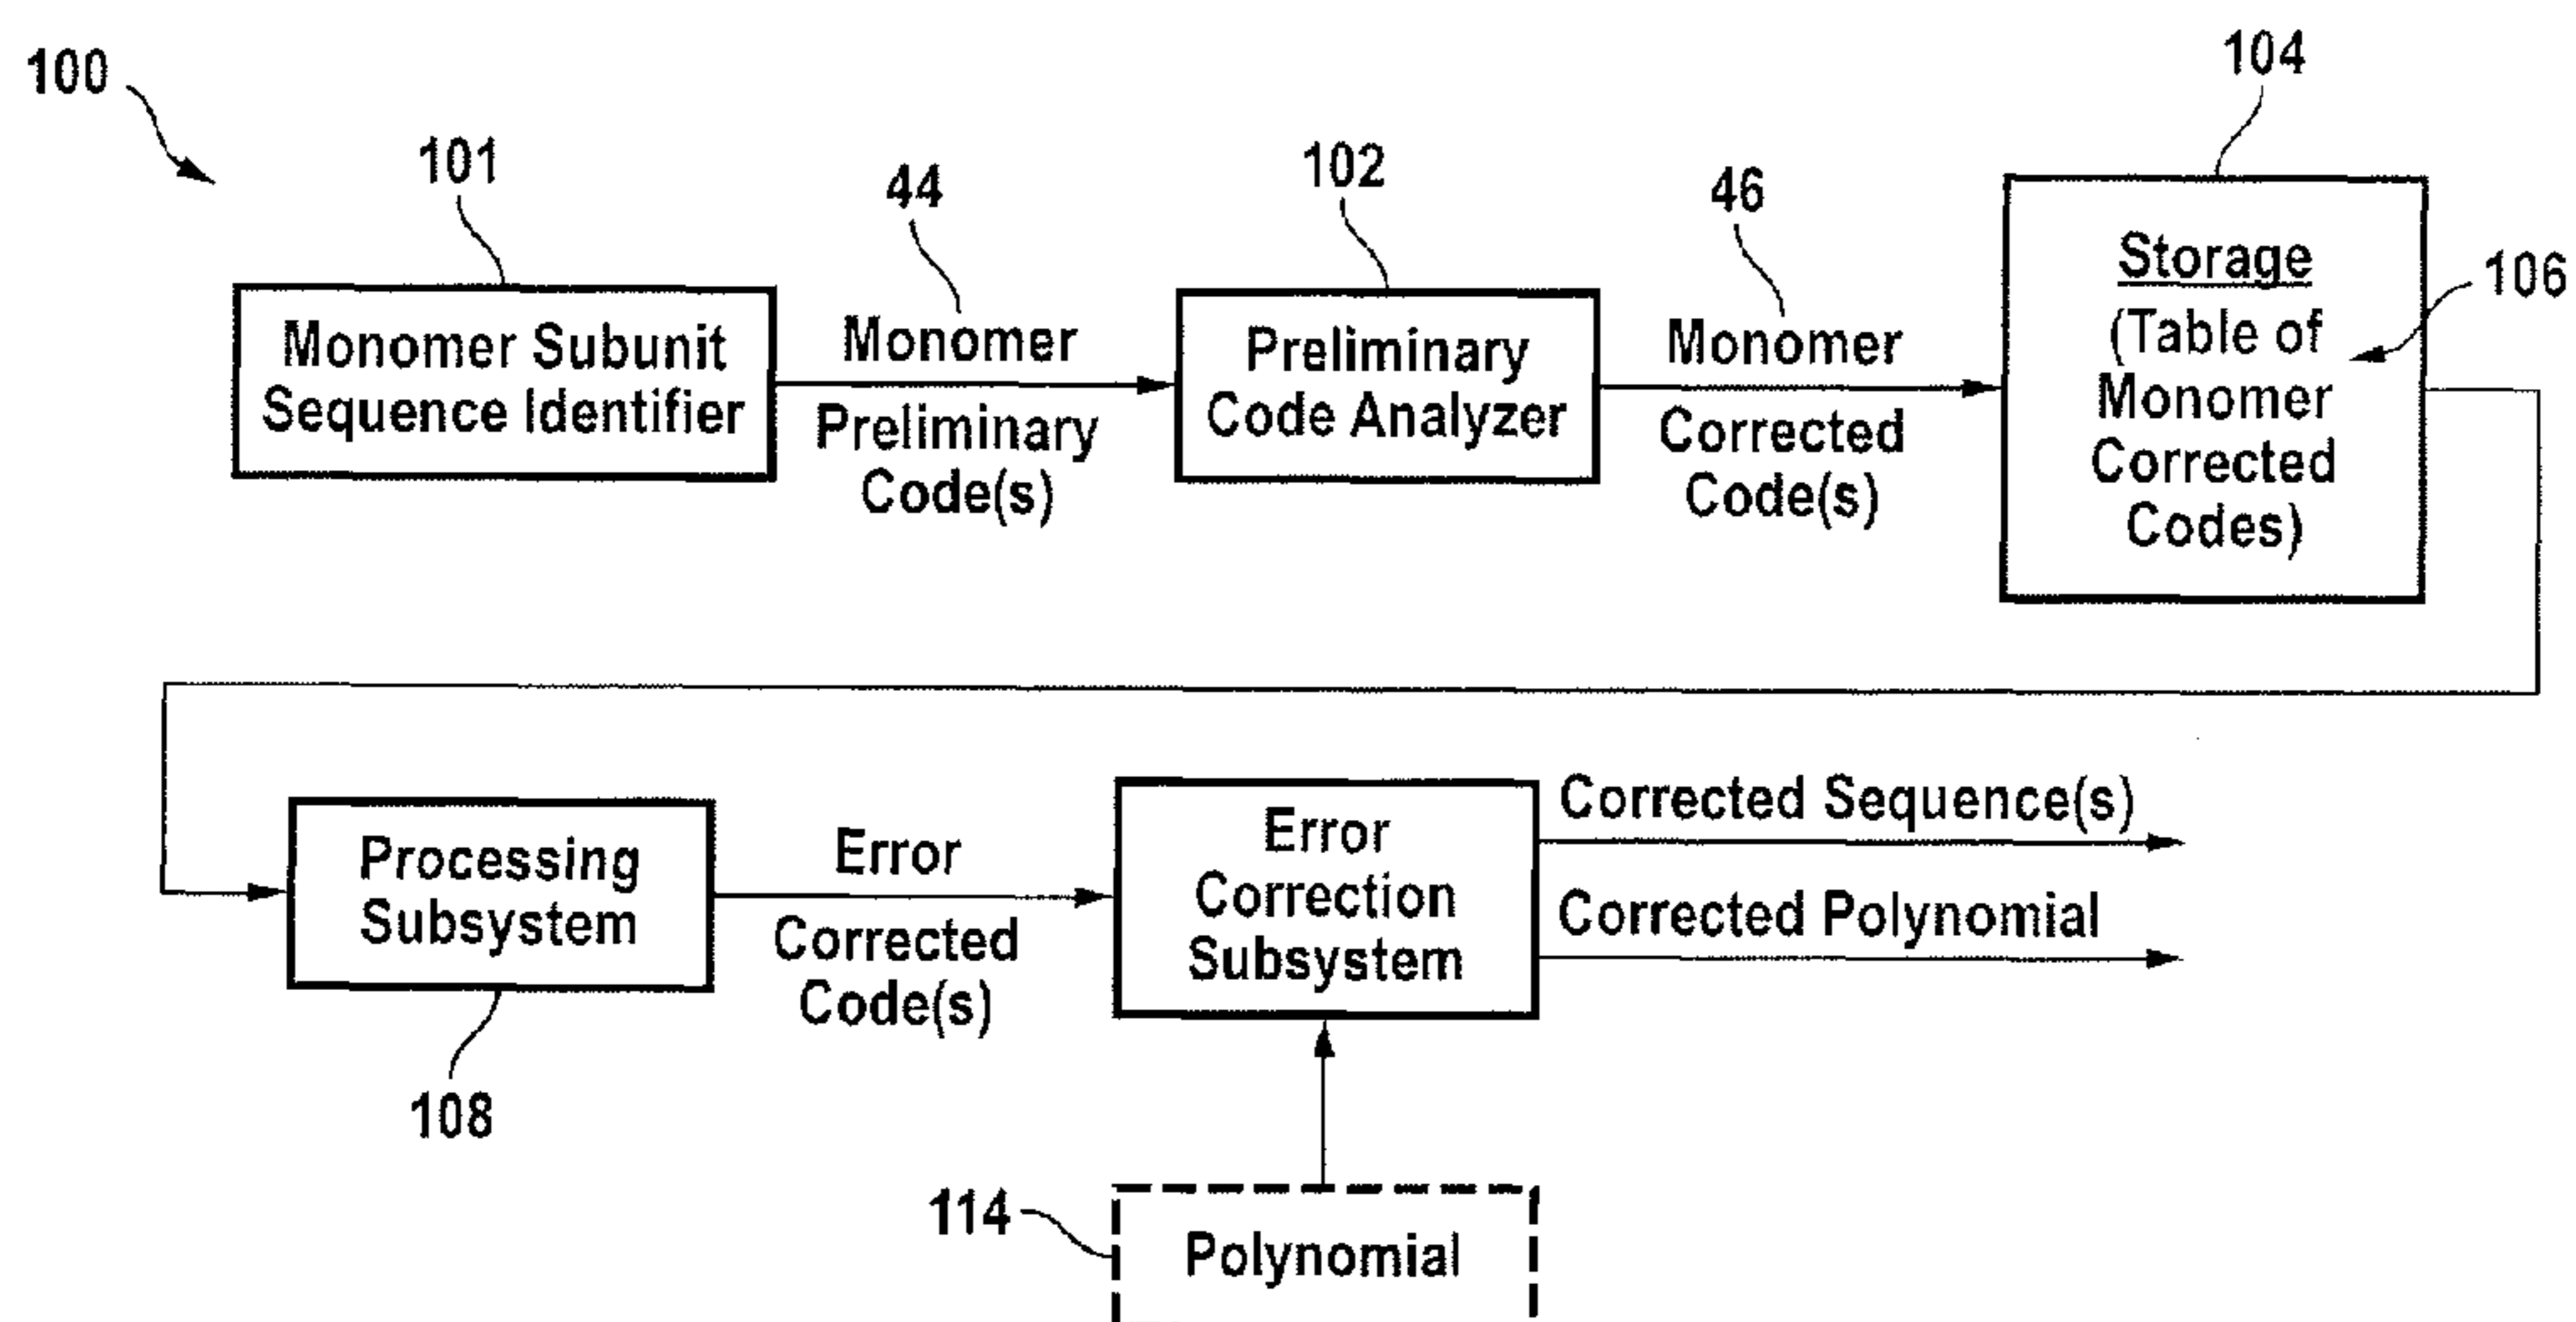 100
101
44
102
46
104
106
Monomer Subunit
Sequence Identifier
Monomer
Preliminary
Code(s)
Preliminary
Code Analyzer
Monomer
Corrected
Code(s)
Storage
(Table of
Monomer
Corrected
Codes)
Processing
Subsystem
108
Error
Corrected
Code(s)
Error
Correction
Subsystem
Corrected Sequence(s)
Corrected Polynomial
114
Polynomial